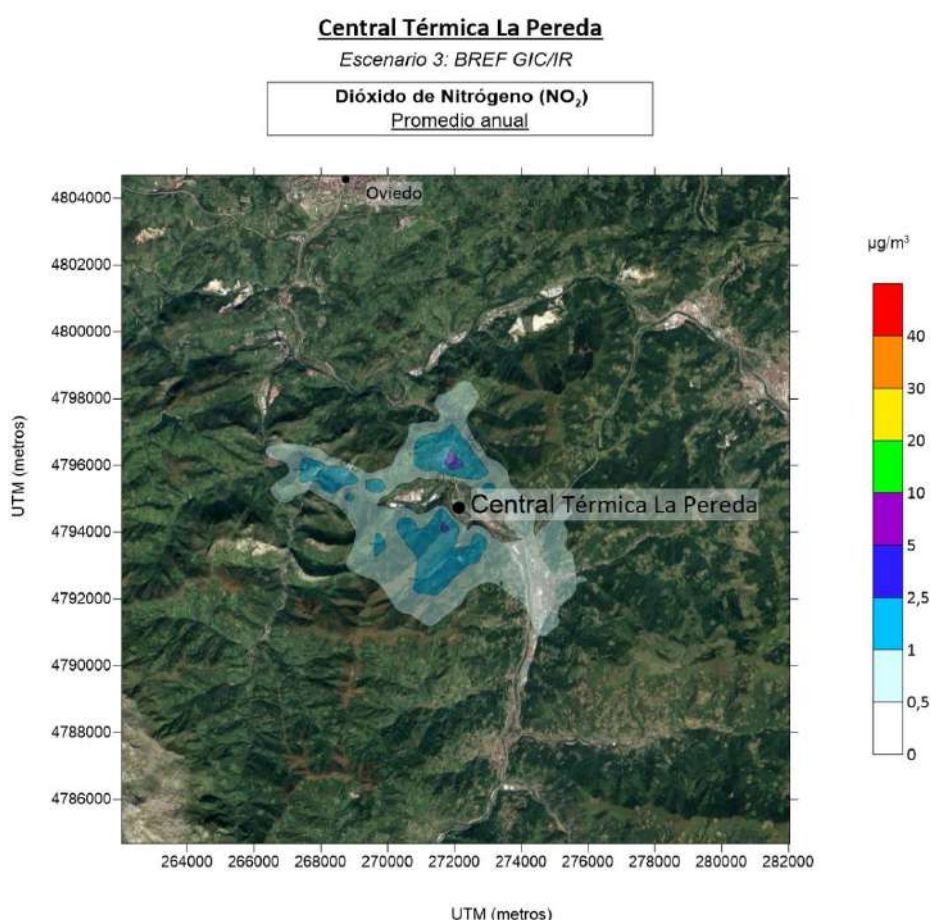 Central Térmica La Pereda
Escenario 3: BREF GIC/IR
Dióxido de Nitrógeno (NO₂)
Promedio anual
4804000
4802000
4800000
4798000
4796000
4794000
4792000
4790000
4788000
4786000
UTM (metros)
Oviedo
Central Térmica La Pereda
264000 266000 268000 270000 272000 274000 276000 278000 280000 282000
UTM (metros)
µg/m³
40
30
20
10
5
2,5
1
0,5
0